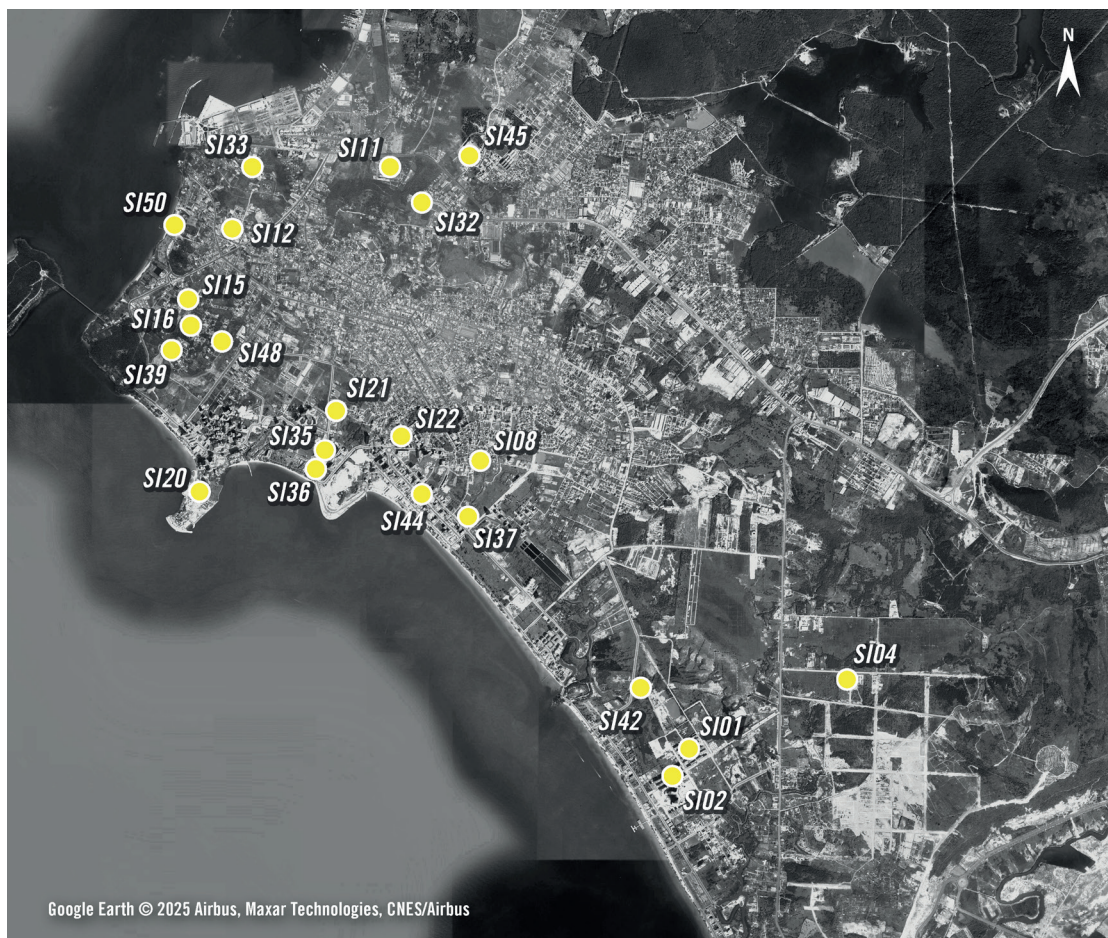 N
SI45
SI33
SI11
SI50
SI12
SI32
SI15
SI16
SI48
SI39
SI21
SI22
SI35
SI08
SI20
SI36
SI44
SI37
SI04
SI42
SI01
SI02
Google Earth © 2025 Airbus, Maxar Technologies, CNES/Airbus